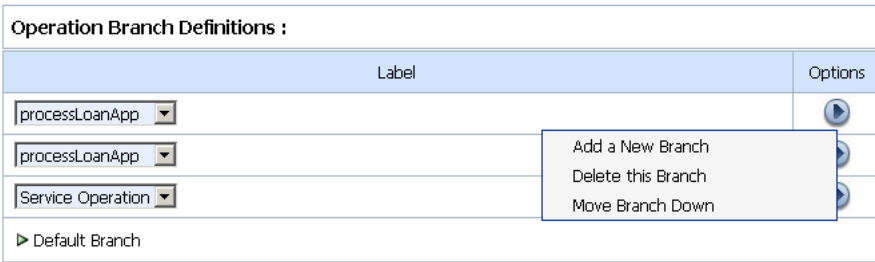 Operation Branch Definitions :
Label Options
processLoanApp
Add a New Branch
processLoanApp
Delete this Branch
Service Operation
Move Branch Down
Default Branch